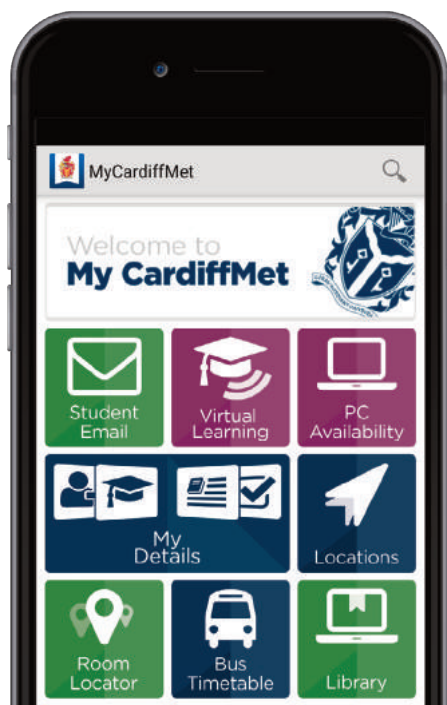 MyCardiffMet
Welcome to
My CardiffMet
Student
Email
Virtual
Learning
PC
Availability
My
Details
Locations
Room
Locator
Bus
Timetable
Library